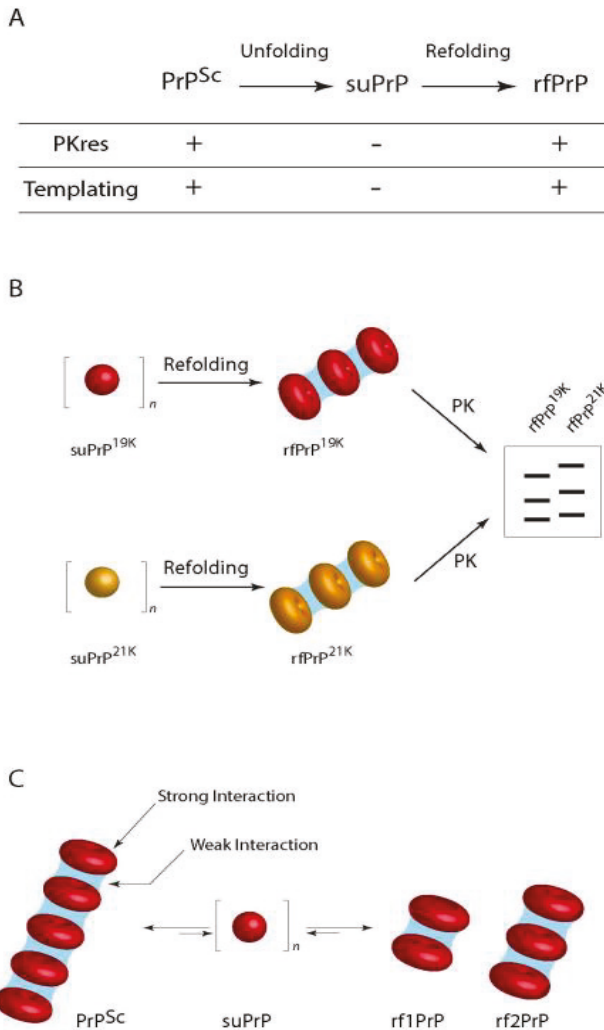 A
Unfolding Refolding
PrPSc suPrP rfPrP
PKres + - +
Templating + - +
B
Refolding
n
suPrP19K rfPrP19K
PK
rfPrP19K
rfPrP21K
Refolding
n
PK
suPrP21K rfPrP21K
C
Strong Interaction
Weak Interaction
n
PrPSc suPrP rf1PrP rf2PrP